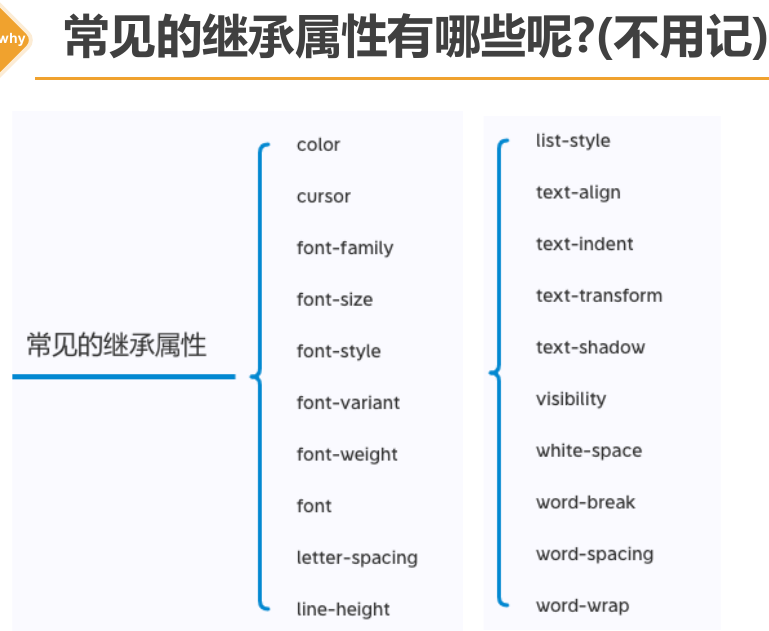 why
常见的继承属性有哪些呢?(不用记)
常见的继承属性
color
cursor
font-family
font-size
font-style
font-variant
font-weight
font
letter-spacing
line-height
list-style
text-align
text-indent
text-transform
text-shadow
visibility
white-space
word-break
word-spacing
word-wrap